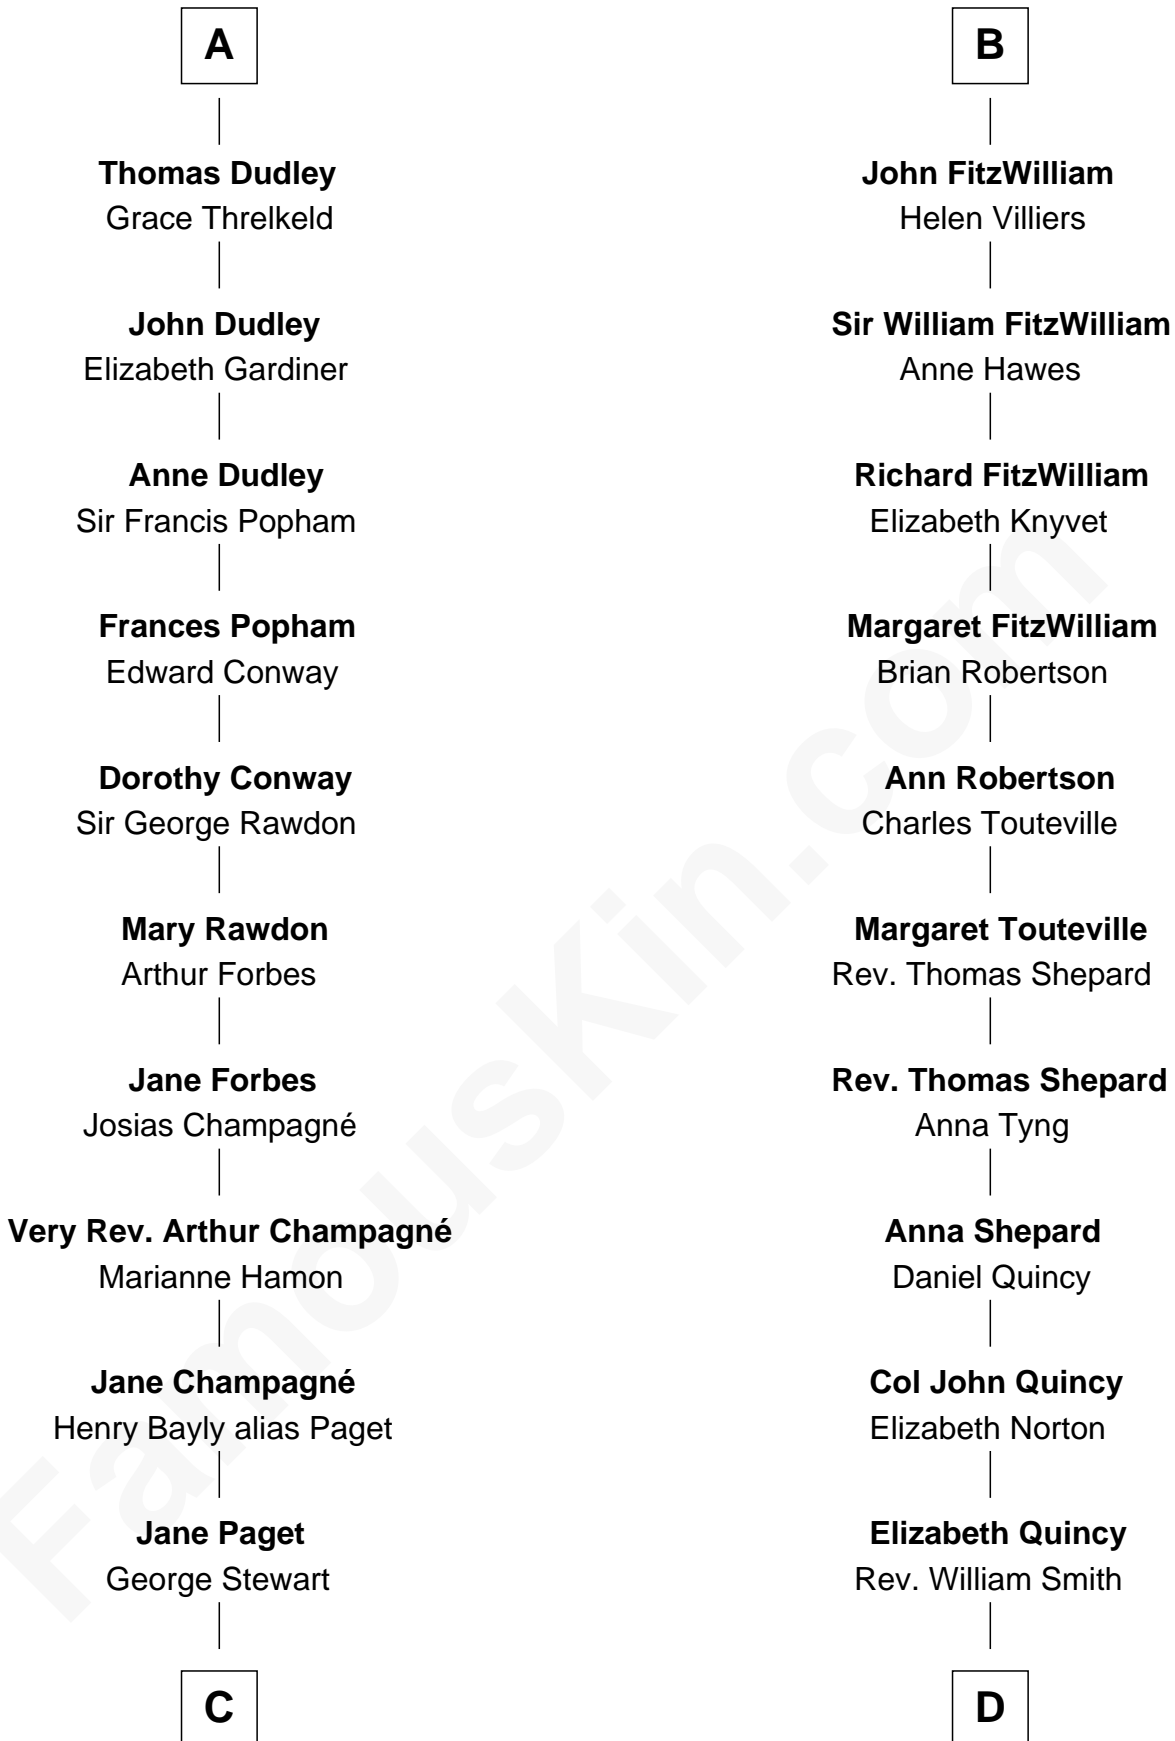 A
Thomas Dudley
Grace Threlkeld
John Dudley
Elizabeth Gardiner
Anne Dudley
Sir Francis Popham
Frances Popham
Edward Conway
Dorothy Conway
Sir George Rawdon
Mary Rawdon
Arthur Forbes
Jane Forbes
Josias Champagné
Very Rev. Arthur Champagné
Marianne Hamon
Jane Champagné
Henry Bayly alias Paget
Jane Paget
George Stewart
C
B
John FitzWilliam
Helen Villiers
Sir William FitzWilliam
Anne Hawes
Richard FitzWilliam
Elizabeth Knyvet
Margaret FitzWilliam
Brian Robertson
Ann Robertson
Charles Touteville
Margaret Touteville
Rev. Thomas Shepard
Rev. Thomas Shepard
Anna Tyng
Anna Shepard
Daniel Quincy
Col John Quincy
Elizabeth Norton
Elizabeth Quincy
Rev. William Smith
D
FamousKin.com